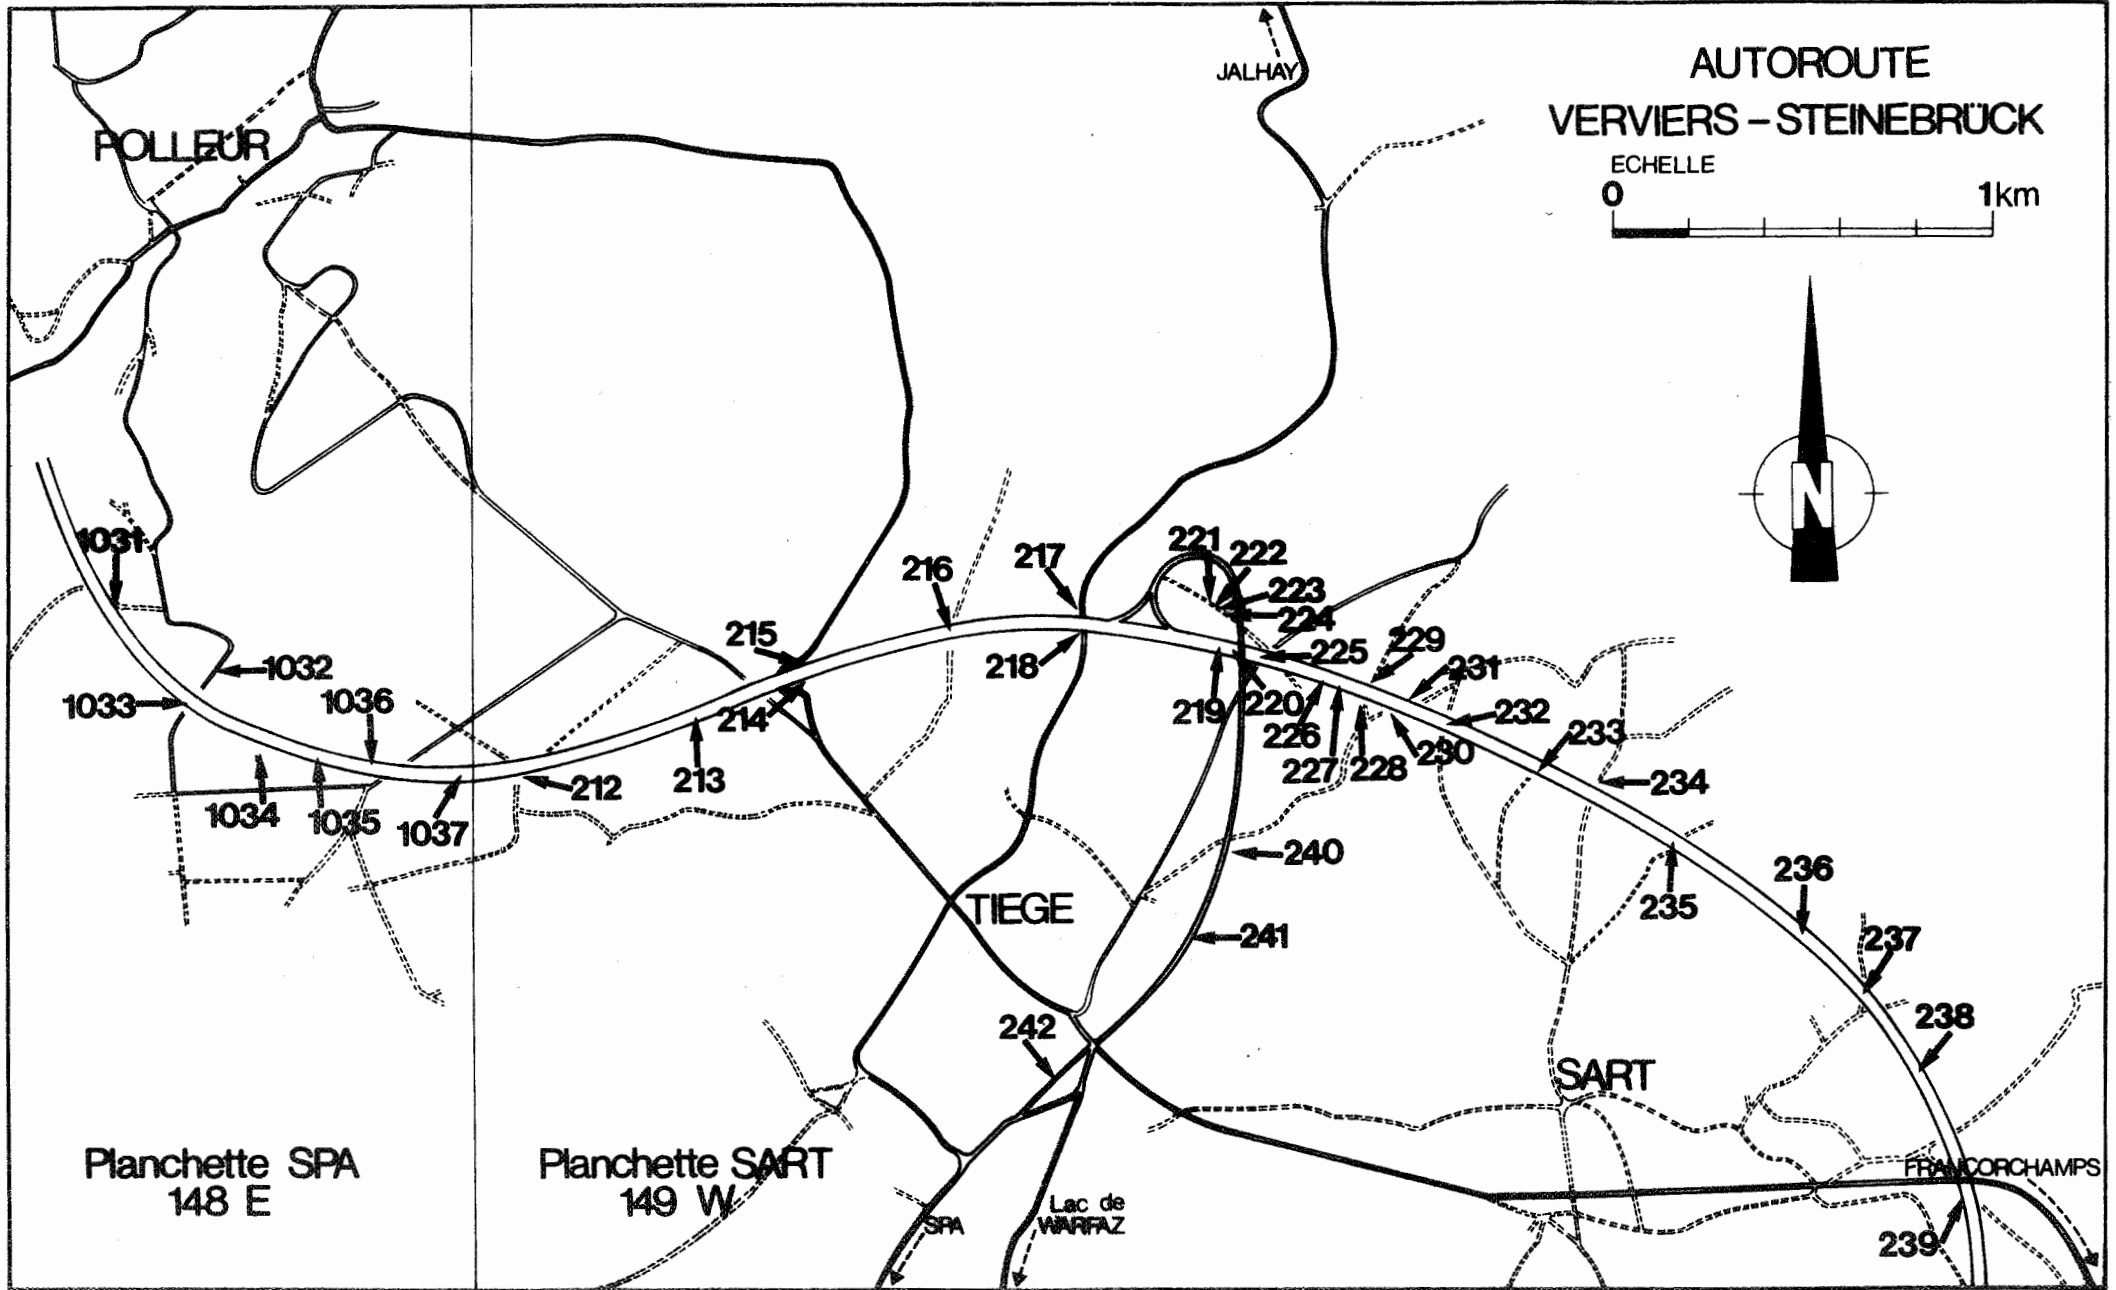 AUTOROUTE
VERVIERS – STEINEBRÜCK
ECHELLE
0 1km
N
JALHAY
POLLEUR
1031
1032
1033
1034
1035
1036
1037
212
213
214
215
216
217
218
219
220
221
222
223
224
225
226
227
228
229
230
231
232
233
234
235
236
237
238
239
240
241
242
TIEGE
SART
FRANCORCHAMPS
Planchette SPA
148 E
Planchette SART
149 W
SPA
Lac de
WARFAZ